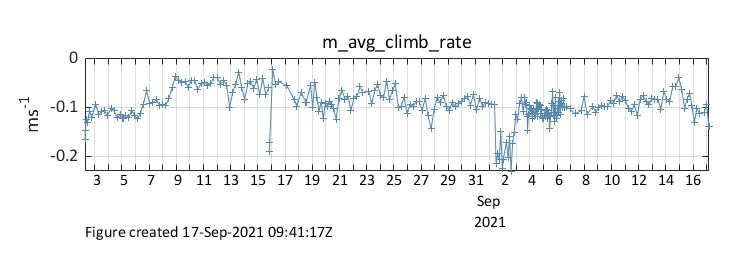 m_avg_climb_rate
0
-0.1
-0.2
ms-1
3 5 7 9 11 13 15 17 19 21 23 25 27 29 31 2 4 6 8 10 12 14 16
Sep
2021
Figure created 17-Sep-2021 09:41:17Z